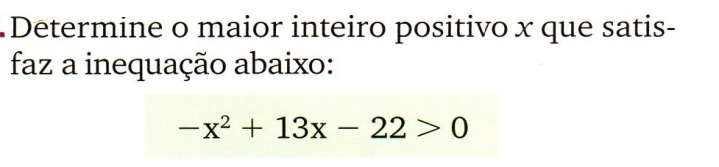 Determine o maior inteiro positivo x que satis-
faz a inequação abaixo:
−x² + 13x − 22 > 0